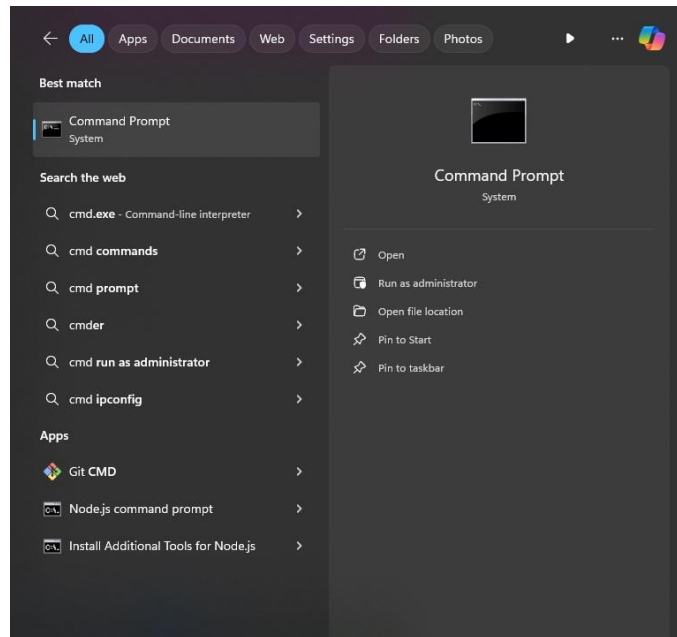 All Apps Documents Web Settings Folders Photos ...
Best match
Command Prompt
System
Search the web
cmd.exe - Command-line interpreter
cmd commands
cmd prompt
cmder
cmd run as administrator
cmd ipconfig
Apps
Git CMD
Node.js command prompt
Install Additional Tools for Node.js
Command Prompt
System
Open
Run as administrator
Open file location
Pin to Start
Pin to taskbar